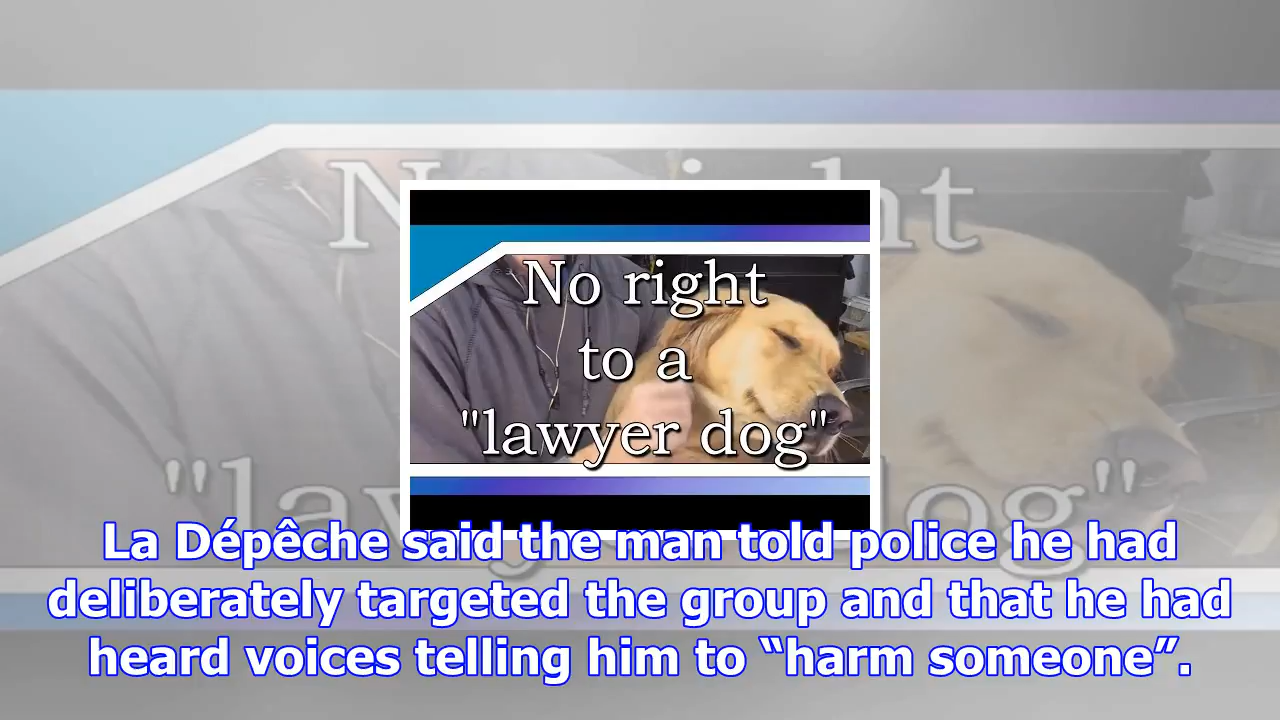 No right
to a
"lawyer dog"
La Dépêche said the man told police he had
deliberately targeted the group and that he had
heard voices telling him to “harm someone”.